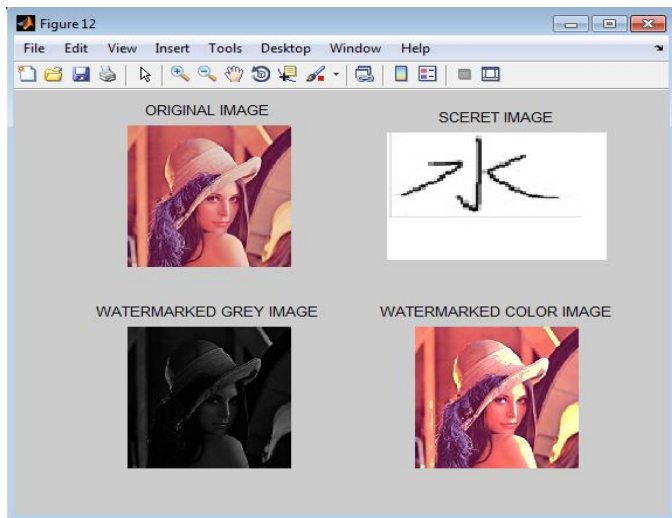 Figure 12
File Edit View Insert Tools Desktop Window Help
ORIGINAL IMAGE
SCERET IMAGE
水
WATERMARKED GREY IMAGE
WATERMARKED COLOR IMAGE